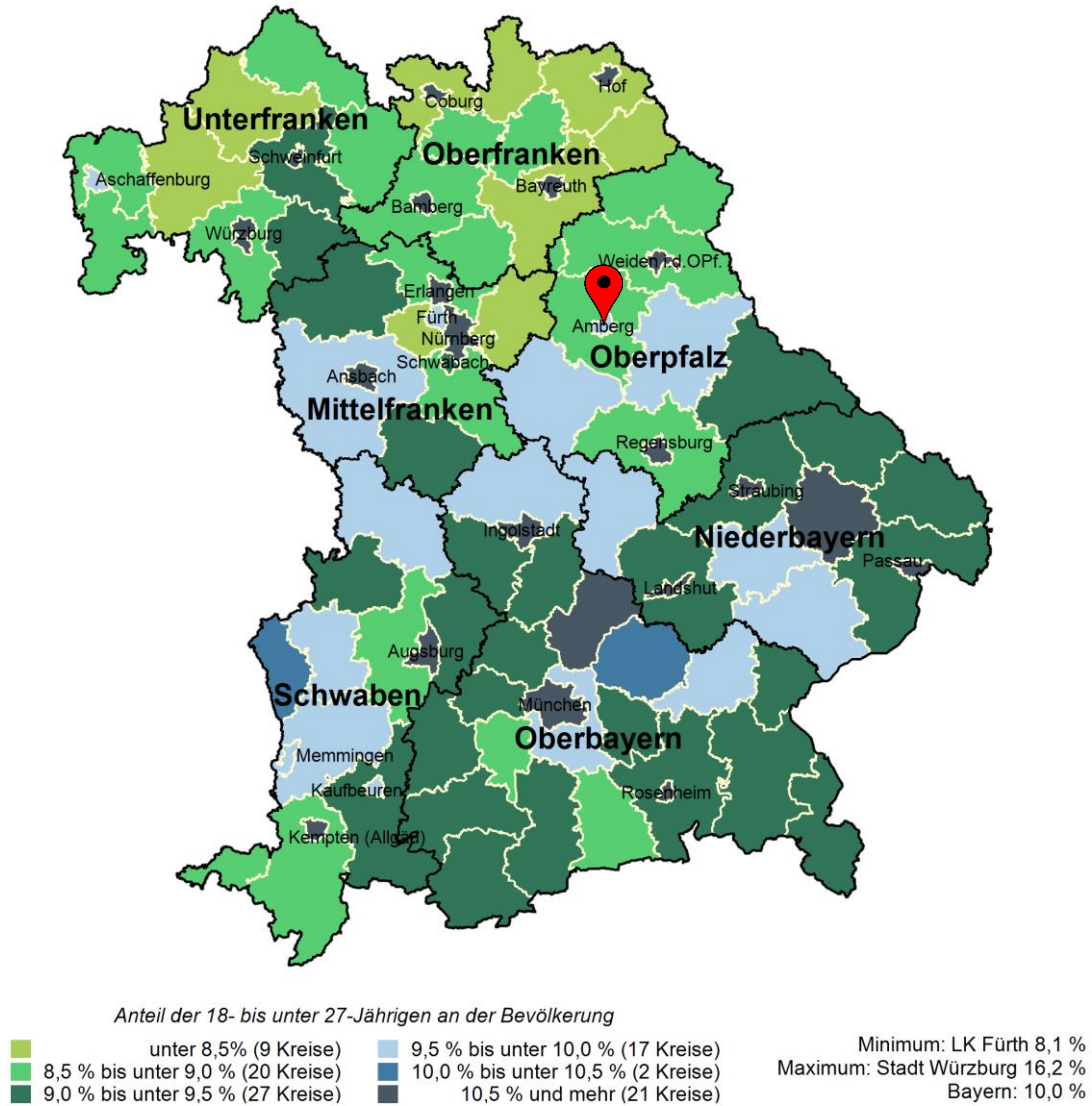 Unterfranken
Oberfranken
Coburg
Hof
Schweinfurt
Aschaffenburg
Bayreuth
Bamberg
Würzburg
Weiden i.d.OPf.
Erlangen
Fürth
Nürnberg
Amberg
Schwabach
Oberpfalz
Ansbach
Mittelfranken
Regensburg
Straubing
Ingolstadt
Niederbayern
Passau
Landshut
Augsburg
Schwaben
München
Oberbayern
Memmingen
Kaufbeuren
Rosenheim
Kempten (Allgäu)
Anteil der 18- bis unter 27-Jährigen an der Bevölkerung
unter 8,5% (9 Kreise)
8,5 % bis unter 9,0 % (20 Kreise)
9,0 % bis unter 9,5 % (27 Kreise)
9,5 % bis unter 10,0 % (17 Kreise)
10,0 % bis unter 10,5 % (2 Kreise)
10,5 % und mehr (21 Kreise)
Minimum: LK Fürth 8,1 %
Maximum: Stadt Würzburg 16,2 %
Bayern: 10,0 %